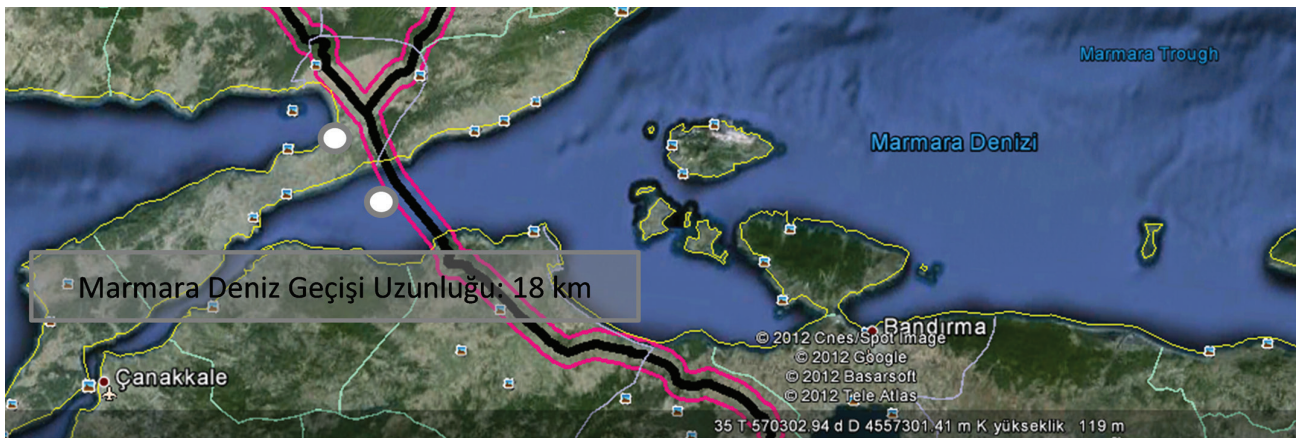 Marmara Trough
Marmara Denizi
Marmara Deniz Geçişi Uzunluğu: 18 km
Bandırma
© 2012 Cnes/Spot Image
© 2012 Google
© 2012 Basarsoft
© 2012 Tele Atlas
Çanakkale
35 T 570302.94 d D 4557301.41 m K yükseklik 119 m